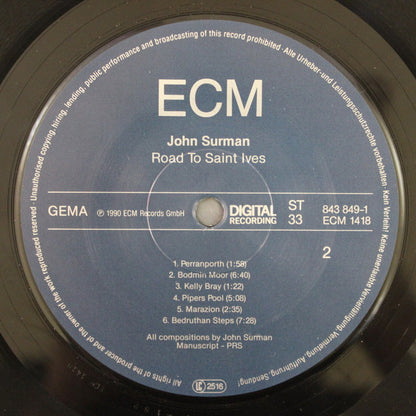 All rights of the producer and of the owner of the work reproduced reserved · Unauthorised copying, hiring, lending, public performance and broadcasting of this record prohibited · Alle Urheber- und Leistungsschutzrechte vorbehalten · Kein Verleih! Keine unerlaubte Vervielfältigung, Vermietung, Aufführung, Sendung!
ECM
John Surman
Road To Saint Ives
GEMA
℗ 1990 ECM Records GmbH
DIGITAL
RECORDING
ST
33
843 849-1
ECM 1418
2
1. Perranporth (1:58)
2. Bodmin Moor (6:40)
3. Kelly Bray (1:22)
4. Pipers Pool (5:08)
5. Marazion (2:35)
6. Bedruthan Steps (7:28)
All compositions by John Surman
Manuscript - PRS
LC 2516